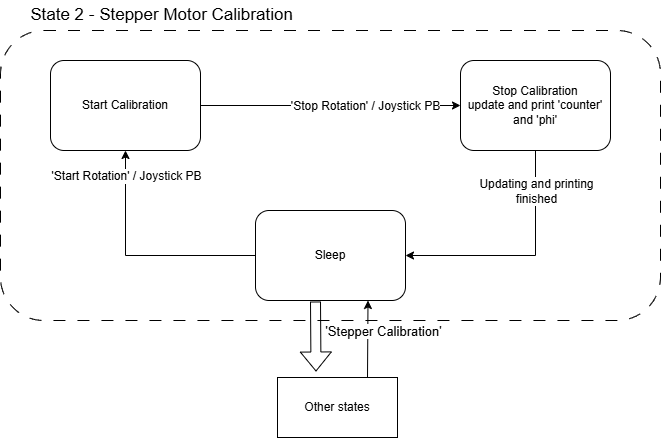 State 2 - Stepper Motor Calibration
Start Calibration
'Stop Rotation' / Joystick PB
Stop Calibration
update and print 'counter'
and 'phi'
'Start Rotation' / Joystick PB
Updating and printing
finished
Sleep
'Stepper Calibration'
Other states